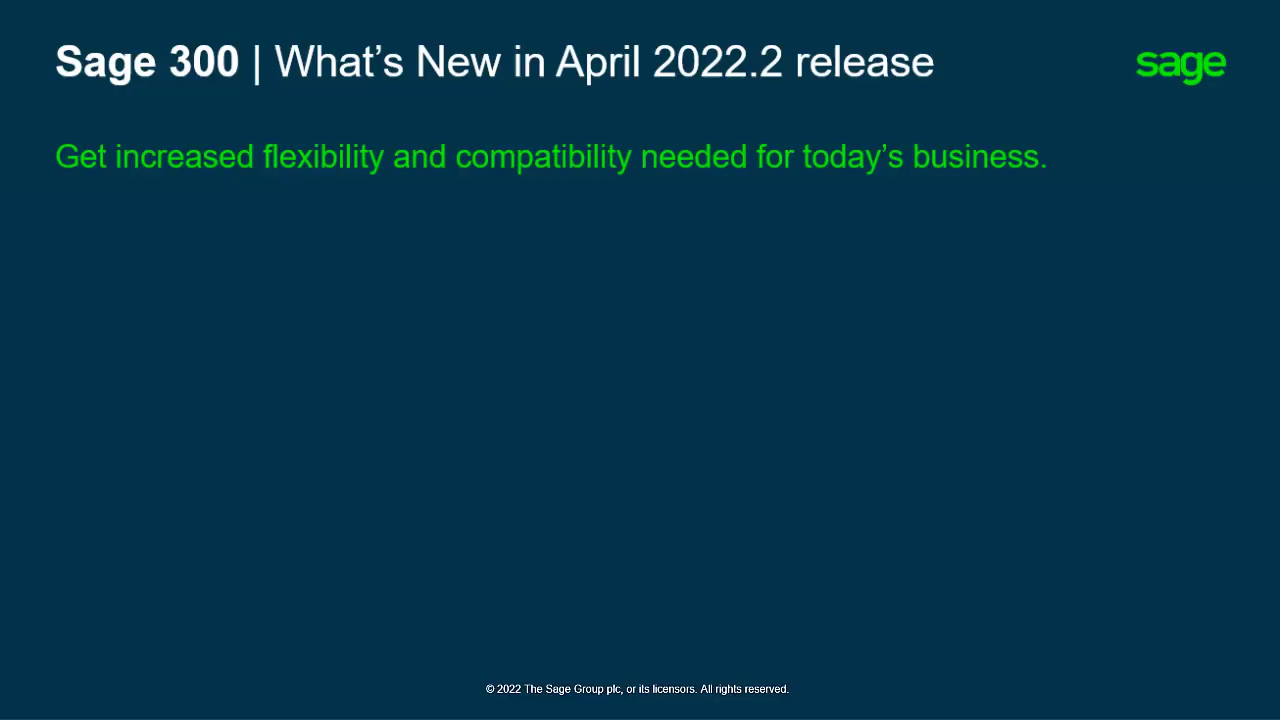 Sage 300 | What’s New in April 2022.2 release
sage
Get increased flexibility and compatibility needed for today’s business.
© 2022 The Sage Group plc, or its licensors. All rights reserved.